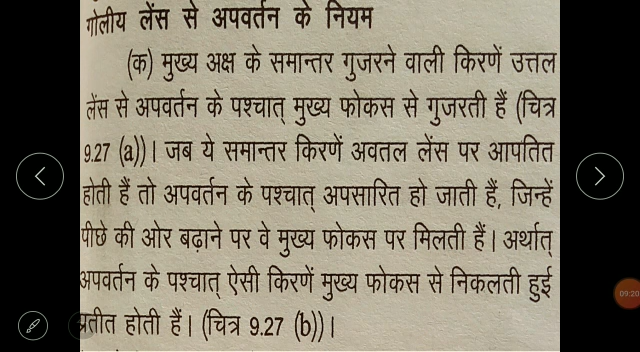 गोलीय लेंस से अपवर्तन के नियम
(क) मुख्य अक्ष के समान्तर गुजरने वाली किरणें उत्तल
लेंस से अपवर्तन के पश्चात् मुख्य फोकस से गुजरती हैं (चित्र
9.27 (a))। जब ये समान्तर किरणें अवतल लेंस पर आपतित
होती हैं तो अपवर्तन के पश्चात् अपसारित हो जाती हैं, जिन्हें
पीछे की ओर बढ़ाने पर वे मुख्य फोकस पर मिलती हैं। अर्थात्
अपवर्तन के पश्चात् ऐसी किरणें मुख्य फोकस से निकलती हुई
प्रतीत होती हैं। (चित्र 9.27 (b))।
09:20